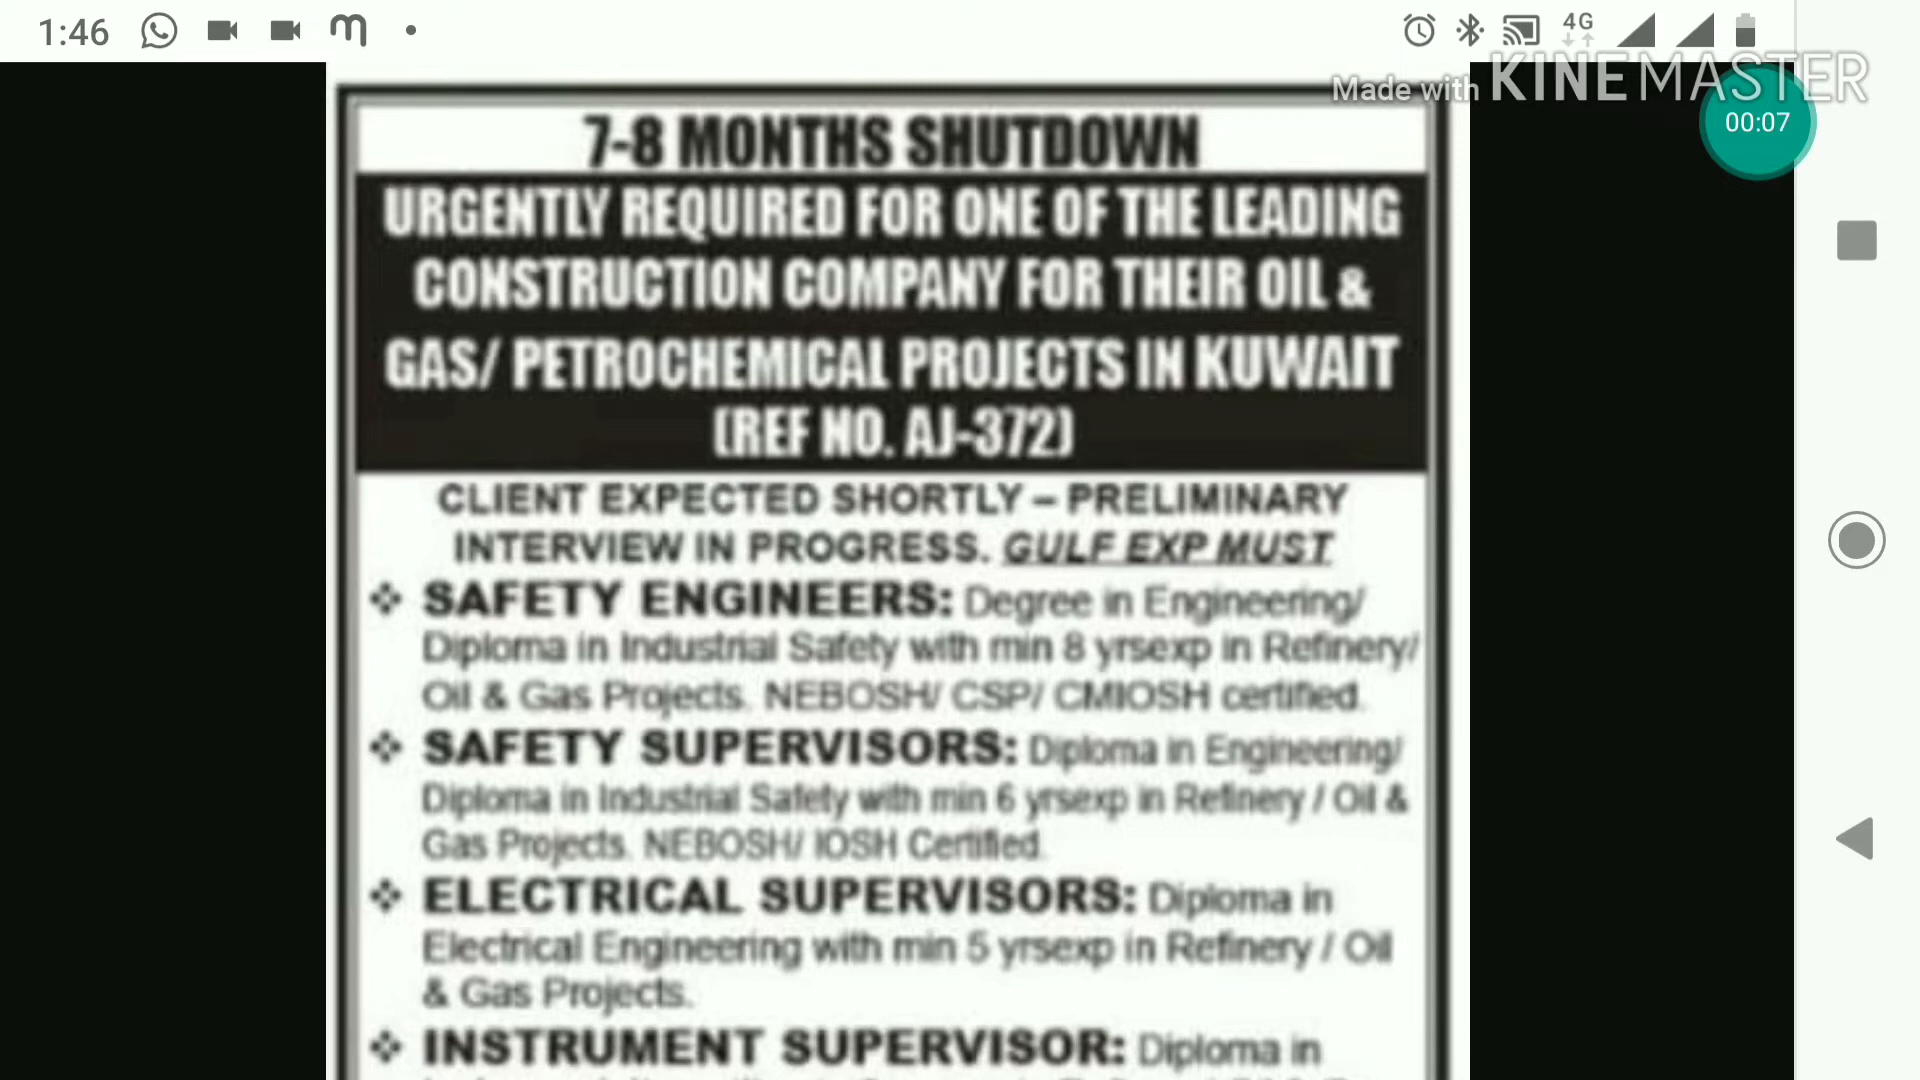 1:46
4G
Made with KINEMASTER
00:07
7-8 MONTHS SHUTDOWN
URGENTLY REQUIRED FOR ONE OF THE LEADING
CONSTRUCTION COMPANY FOR THEIR OIL &
GAS/ PETROCHEMICAL PROJECTS IN KUWAIT
(REF NO. AJ-372)
CLIENT EXPECTED SHORTLY – PRELIMINARY
INTERVIEW IN PROGRESS. GULF EXP MUST
❖ SAFETY ENGINEERS: Degree in Engineering/
Diploma in Industrial Safety with min 8 yrsexp in Refinery/
Oil & Gas Projects. NEBOSH/ CSP/ CMIOSH certified.
❖ SAFETY SUPERVISORS: Diploma in Engineering/
Diploma in Industrial Safety with min 6 yrsexp in Refinery / Oil &
Gas Projects. NEBOSH/ IOSH Certified.
❖ ELECTRICAL SUPERVISORS: Diploma in
Electrical Engineering with min 5 yrsexp in Refinery / Oil
& Gas Projects.
❖ INSTRUMENT SUPERVISOR: Diploma in